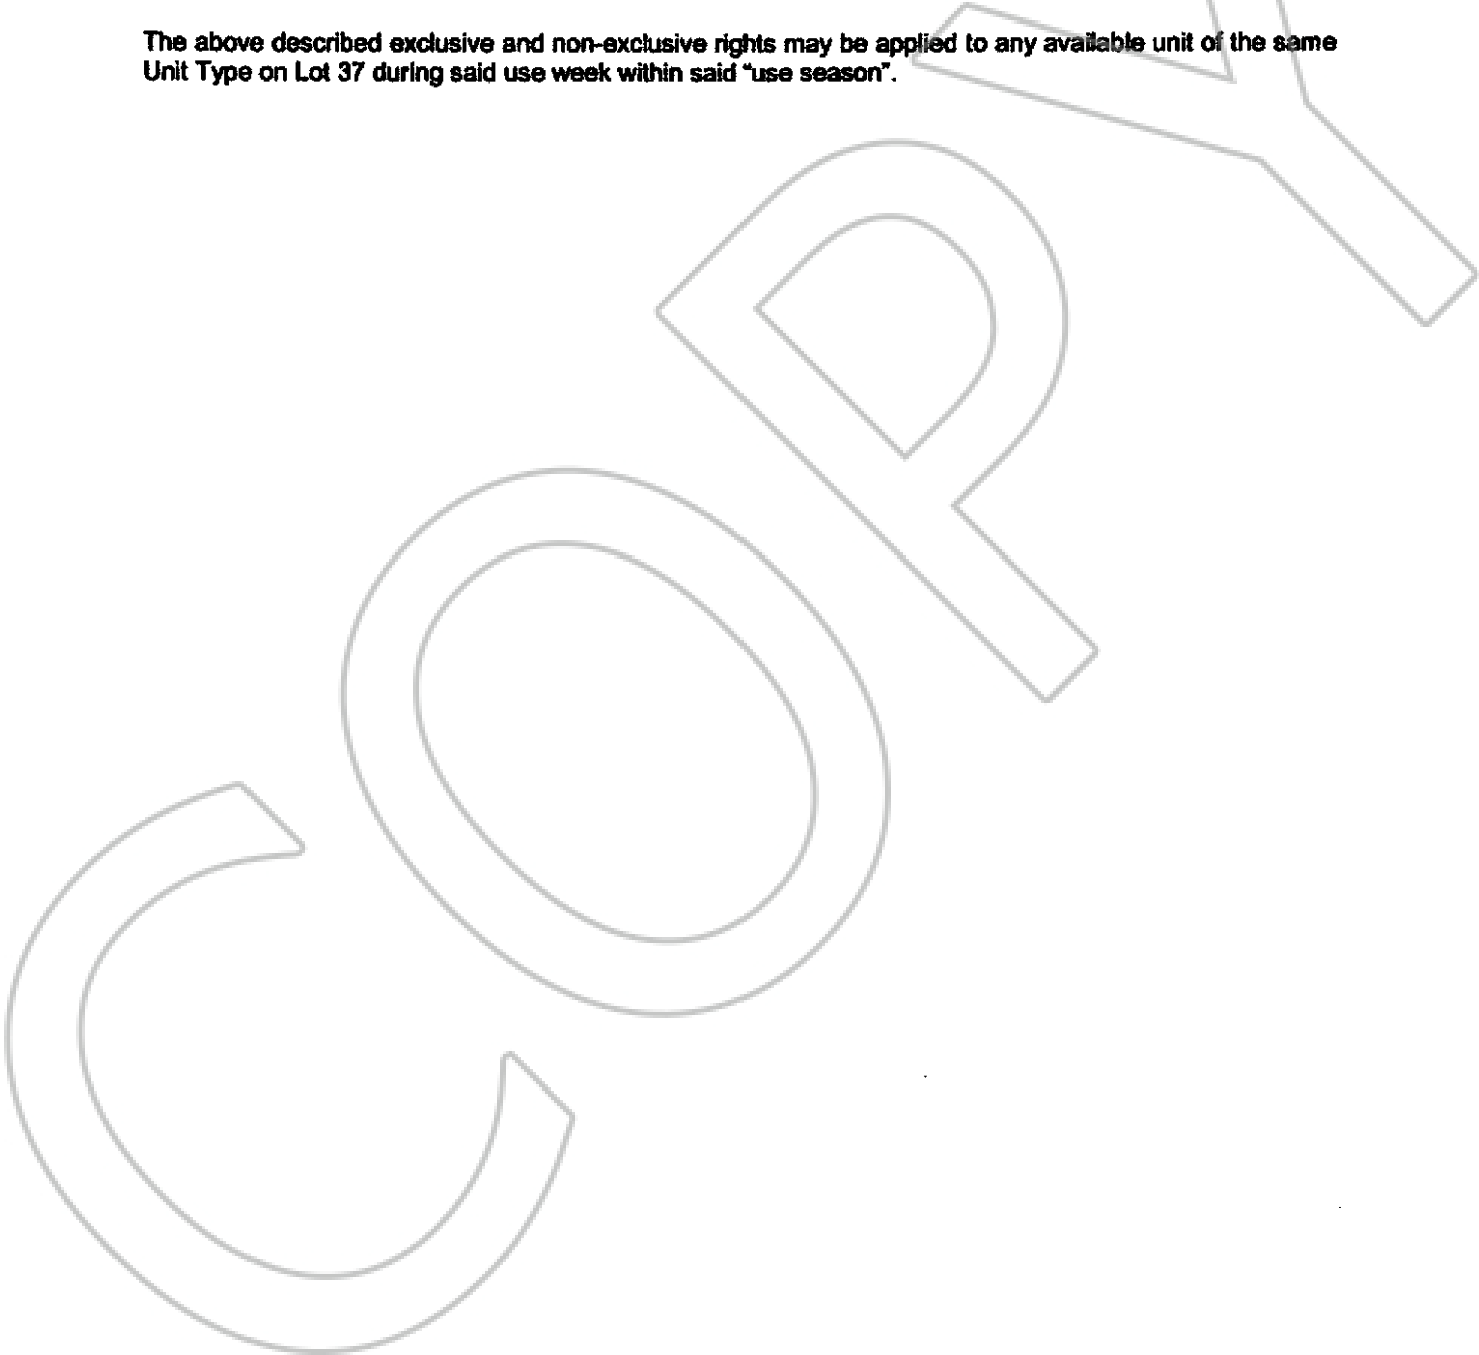 The above described exclusive and non-exclusive rights may be applied to any available unit of the same
Unit Type on Lot 37 during said use week within said “use season”.
COPY